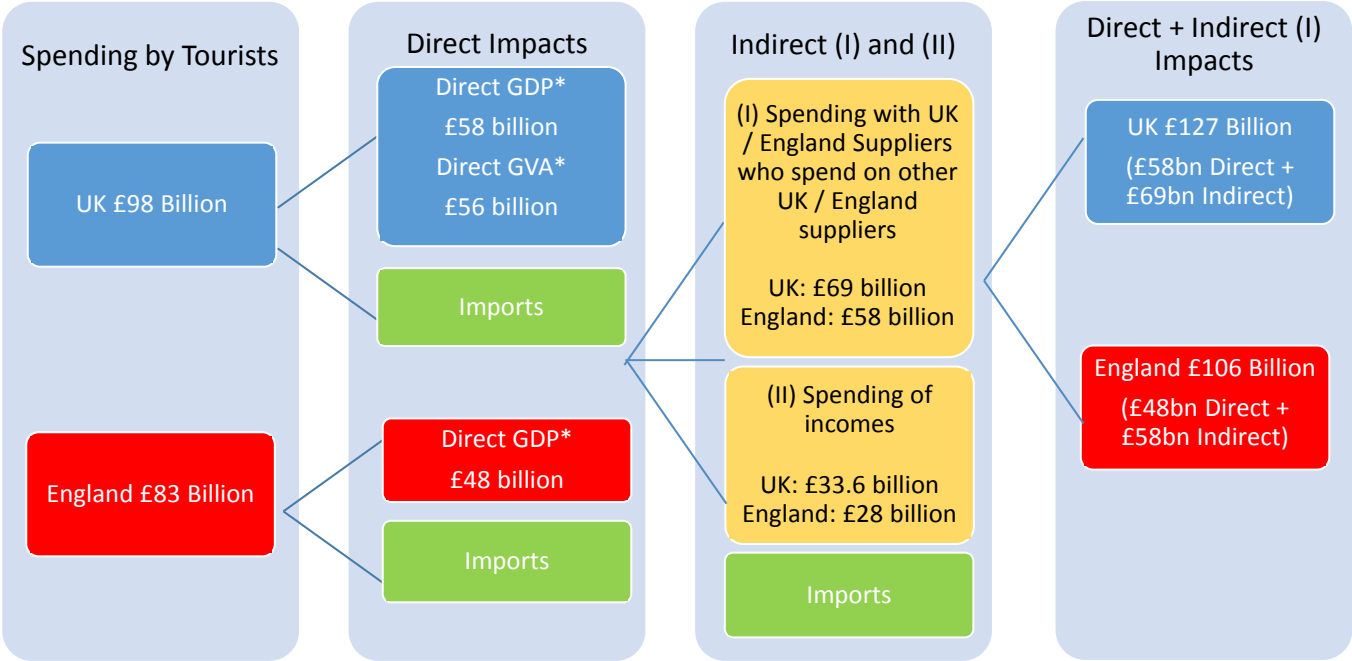 Spending by Tourists
UK £98 Billion
England £83 Billion
Direct Impacts
Direct GDP*
£58 billion
Direct GVA*
£56 billion
Imports
Direct GDP*
£48 billion
Imports
Indirect (I) and (II)
(I) Spending with UK
/ England Suppliers
who spend on other
UK / England
suppliers
UK: £69 billion
England: £58 billion
(II) Spending of
incomes
UK: £33.6 billion
England: £28 billion
Imports
Direct + Indirect (I)
Impacts
UK £127 Billion
(£58bn Direct +
£69bn Indirect)
England £106 Billion
(£48bn Direct +
£58bn Indirect)